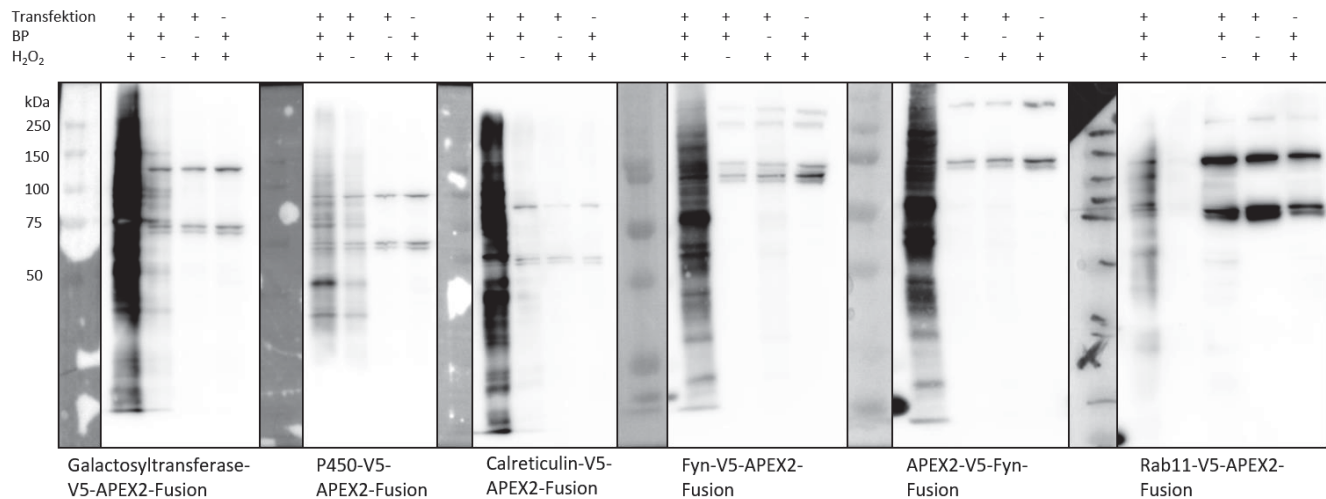 Transfektion + + + - + + + - + + + - + + + - + + + - + + + -
BP + + - + + + - + + + - + + + - + + + - + + + - +
H₂O₂ + - + + + - + + + - + + + - + + + - + + + - + +
kDa
250
150
100
75
50
Galactosyltransferase-
V5-APEX2-Fusion
P450-V5-
APEX2-Fusion
Calreticulin-V5-
APEX2-Fusion
Fyn-V5-APEX2-
Fusion
APEX2-V5-Fyn-
Fusion
Rab11-V5-APEX2-
Fusion